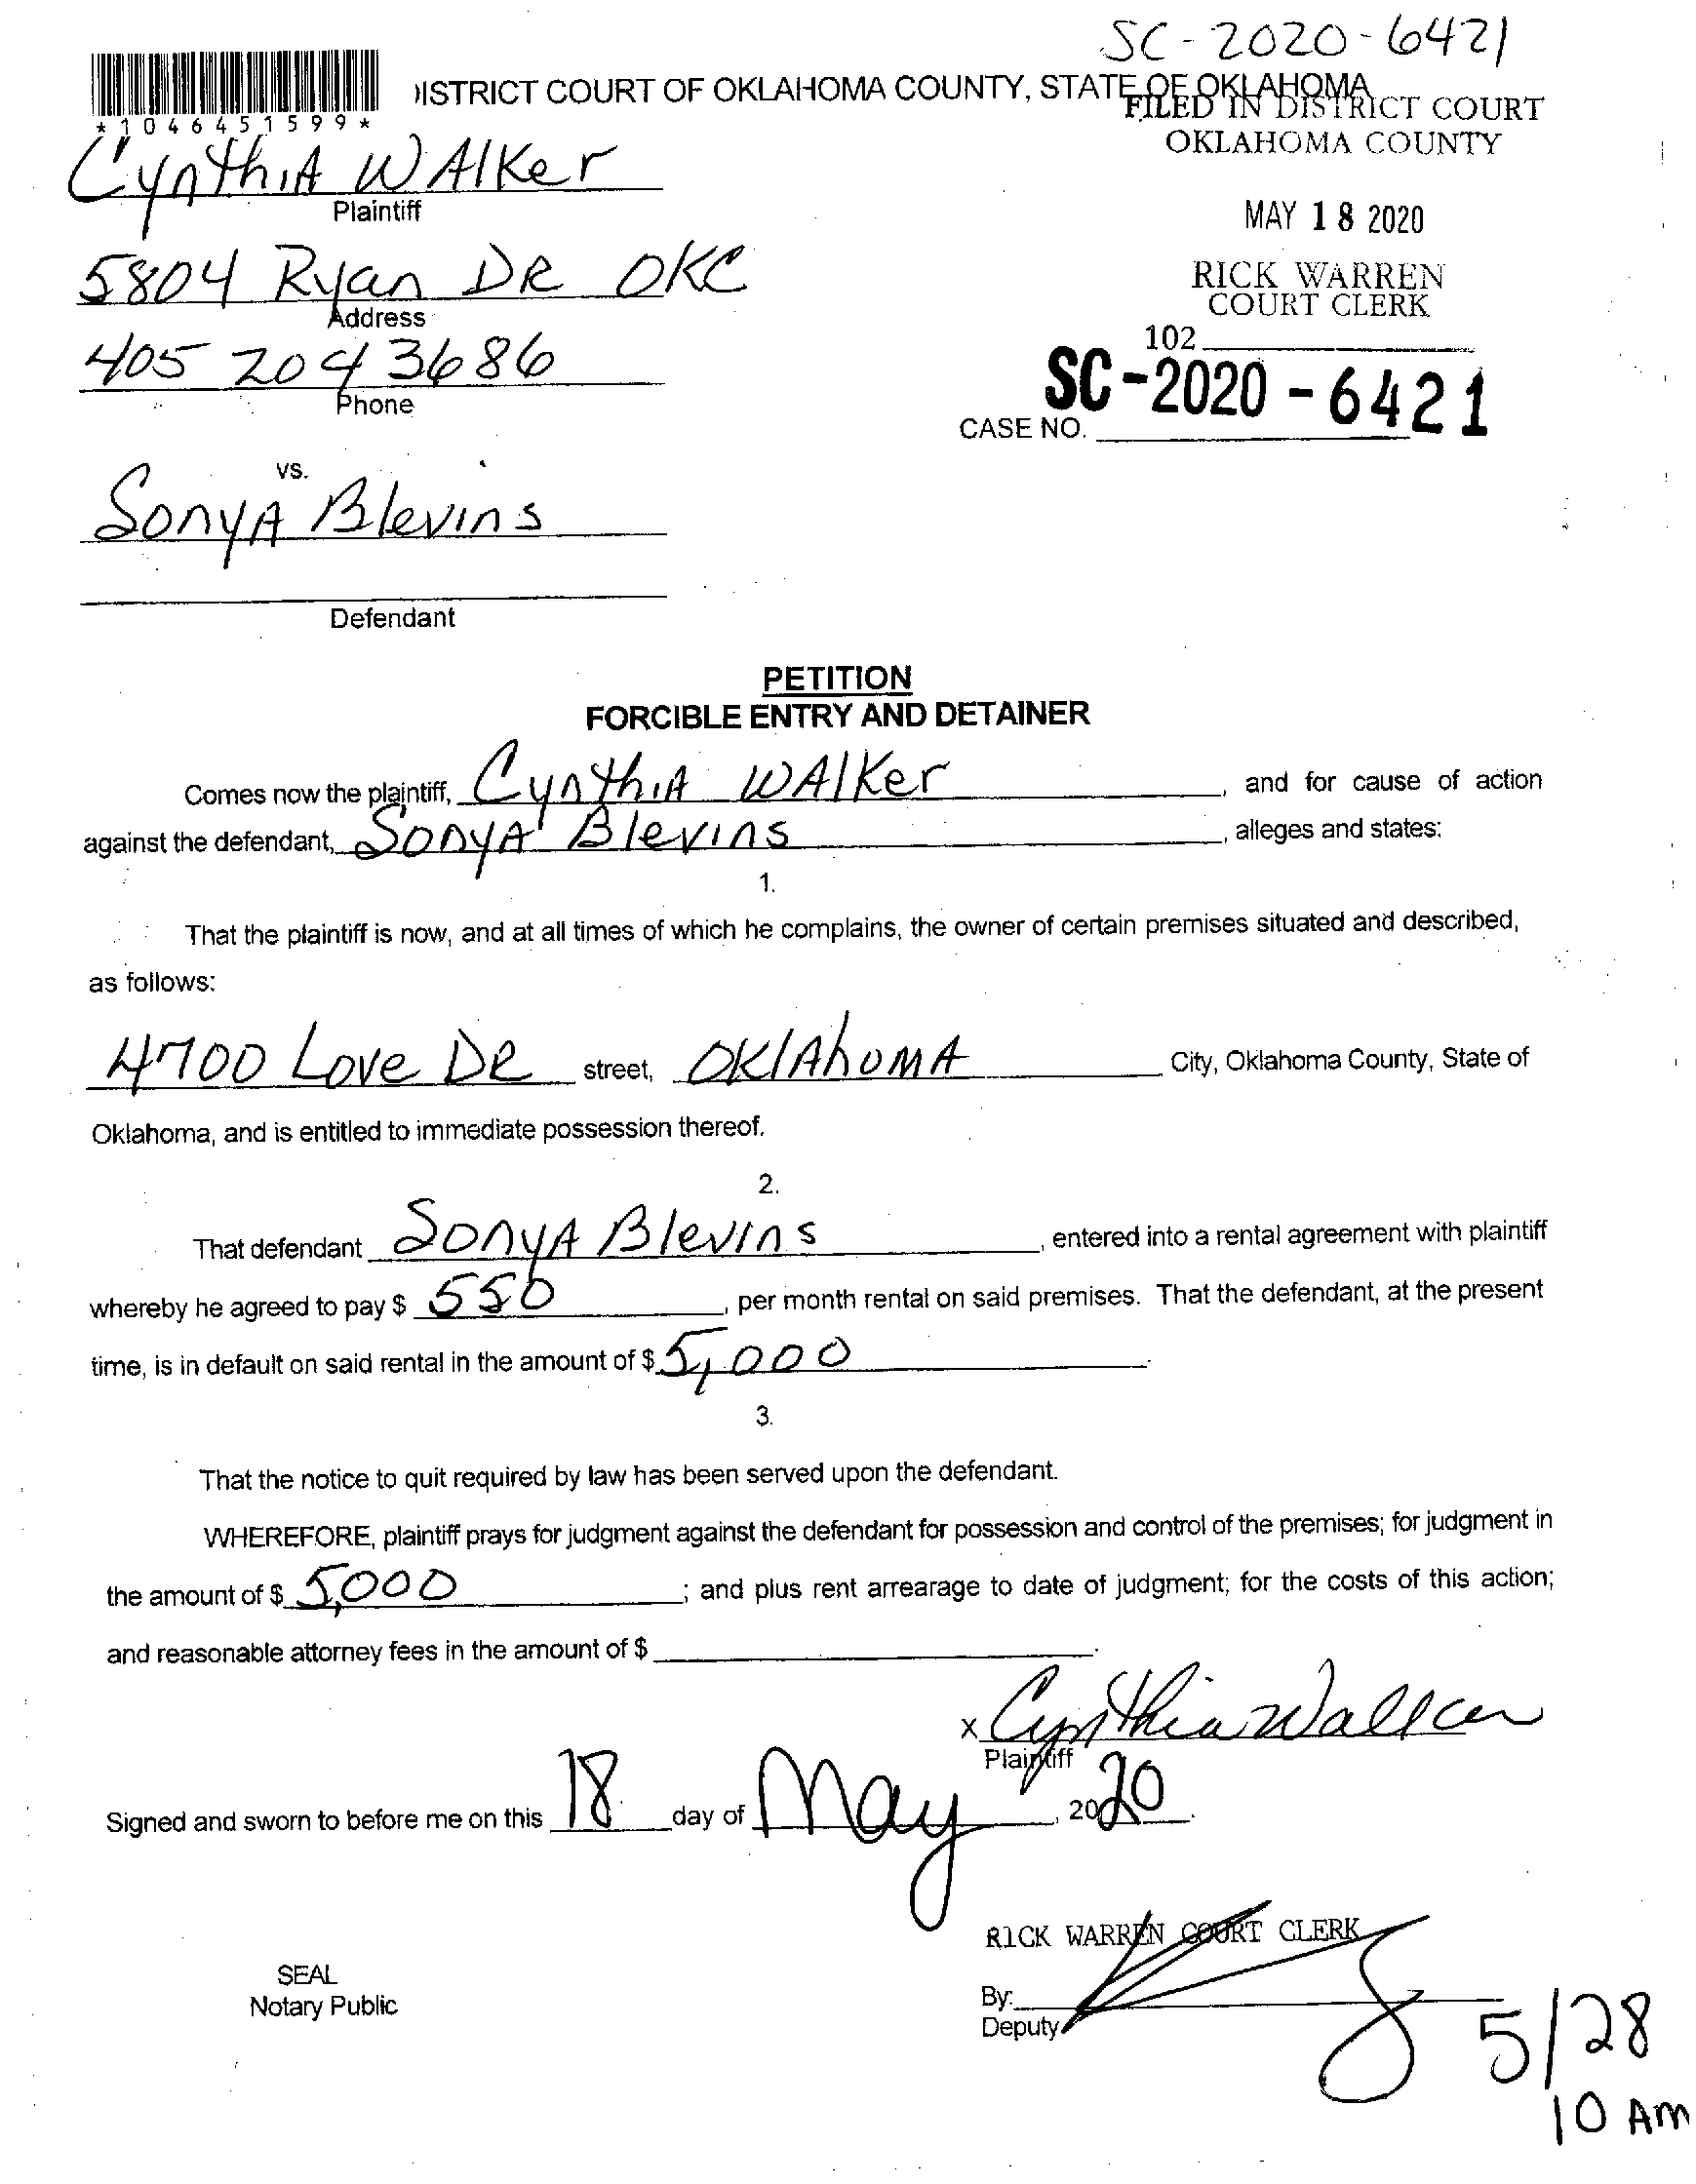 SC-2020-6421
ISTRICT COURT OF OKLAHOMA COUNTY, STATE OF OKLAHOMA
FILED IN DISTRICT COURT
OKLAHOMA COUNTY
*1046451599*
CynthiA WAlKer
Plaintiff
MAY 18 2020
5804 Ryan DR OKC
Address
RICK WARREN
COURT CLERK
405 204 3686
Phone
102
SC-2020-6421
CASE NO.
vs.
SonyA Blevins
Defendant
PETITION
FORCIBLE ENTRY AND DETAINER
Comes now the plaintiff, CynthiA WAlKer, and for cause of action
against the defendant, SonyA Blevins, alleges and states:
1.
That the plaintiff is now, and at all times of which he complains, the owner of certain premises situated and described,
as follows:
4700 Love DR street, OKlAhomA City, Oklahoma County, State of
Oklahoma, and is entitled to immediate possession thereof.
2.
That defendant SonyA Blevins, entered into a rental agreement with plaintiff
whereby he agreed to pay $ 550, per month rental on said premises. That the defendant, at the present
time, is in default on said rental in the amount of $ 5,000.
3.
That the notice to quit required by law has been served upon the defendant.
WHEREFORE, plaintiff prays for judgment against the defendant for possession and control of the premises; for judgment in
the amount of $ 5,000; and plus rent arrearage to date of judgment; for the costs of this action;
and reasonable attorney fees in the amount of $ .
x Cynthia Walker
Plaintiff
Signed and sworn to before me on this 18 day of May, 2020.
RICK WARREN COURT CLERK
SEAL
Notary Public
By:
Deputy
5/28
10 AM